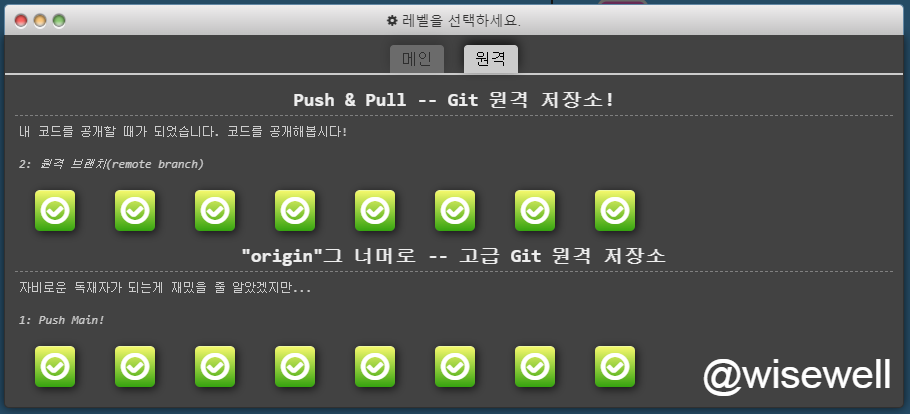 레벨을 선택하세요.
메인
원격
Push & Pull -- Git 원격 저장소!
내 코드를 공개할 때가 되었습니다. 코드를 공개해봅시다!
2: 원격 브랜치(remote branch)
"origin"그 너머로 -- 고급 Git 원격 저장소
자비로운 독재자가 되는게 재밌을 줄 알았겠지만...
1: Push Main!
@wisewell